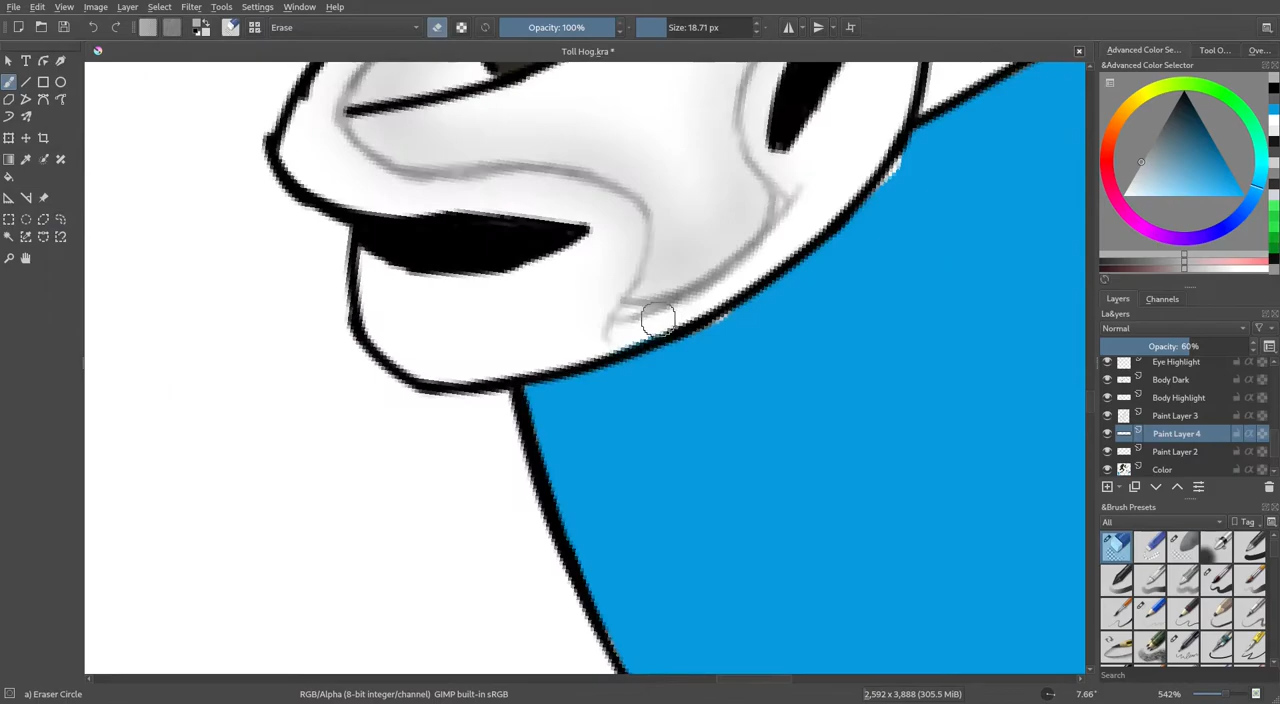 File Edit View Image Layer Select Filter Tools Settings Window Help
Erase Opacity: 100% Size: 18.71 px
Toll Hog.kra *
Advanced Color Se... Tool O... Ove...
Advanced Color Selector
Layers Channels
La&yers
Normal
Opacity: 60%
Eye Highlight
Body Dark
Body Highlight
Paint Layer 3
Paint Layer 4
Paint Layer 2
Color
&Brush Presets
All Tag
Search
a) Eraser Circle RGB/Alpha (8-bit integer/channel) GIMP built-in sRGB 2,592 x 3,888 (305.5 MiB) 7.66° 542%